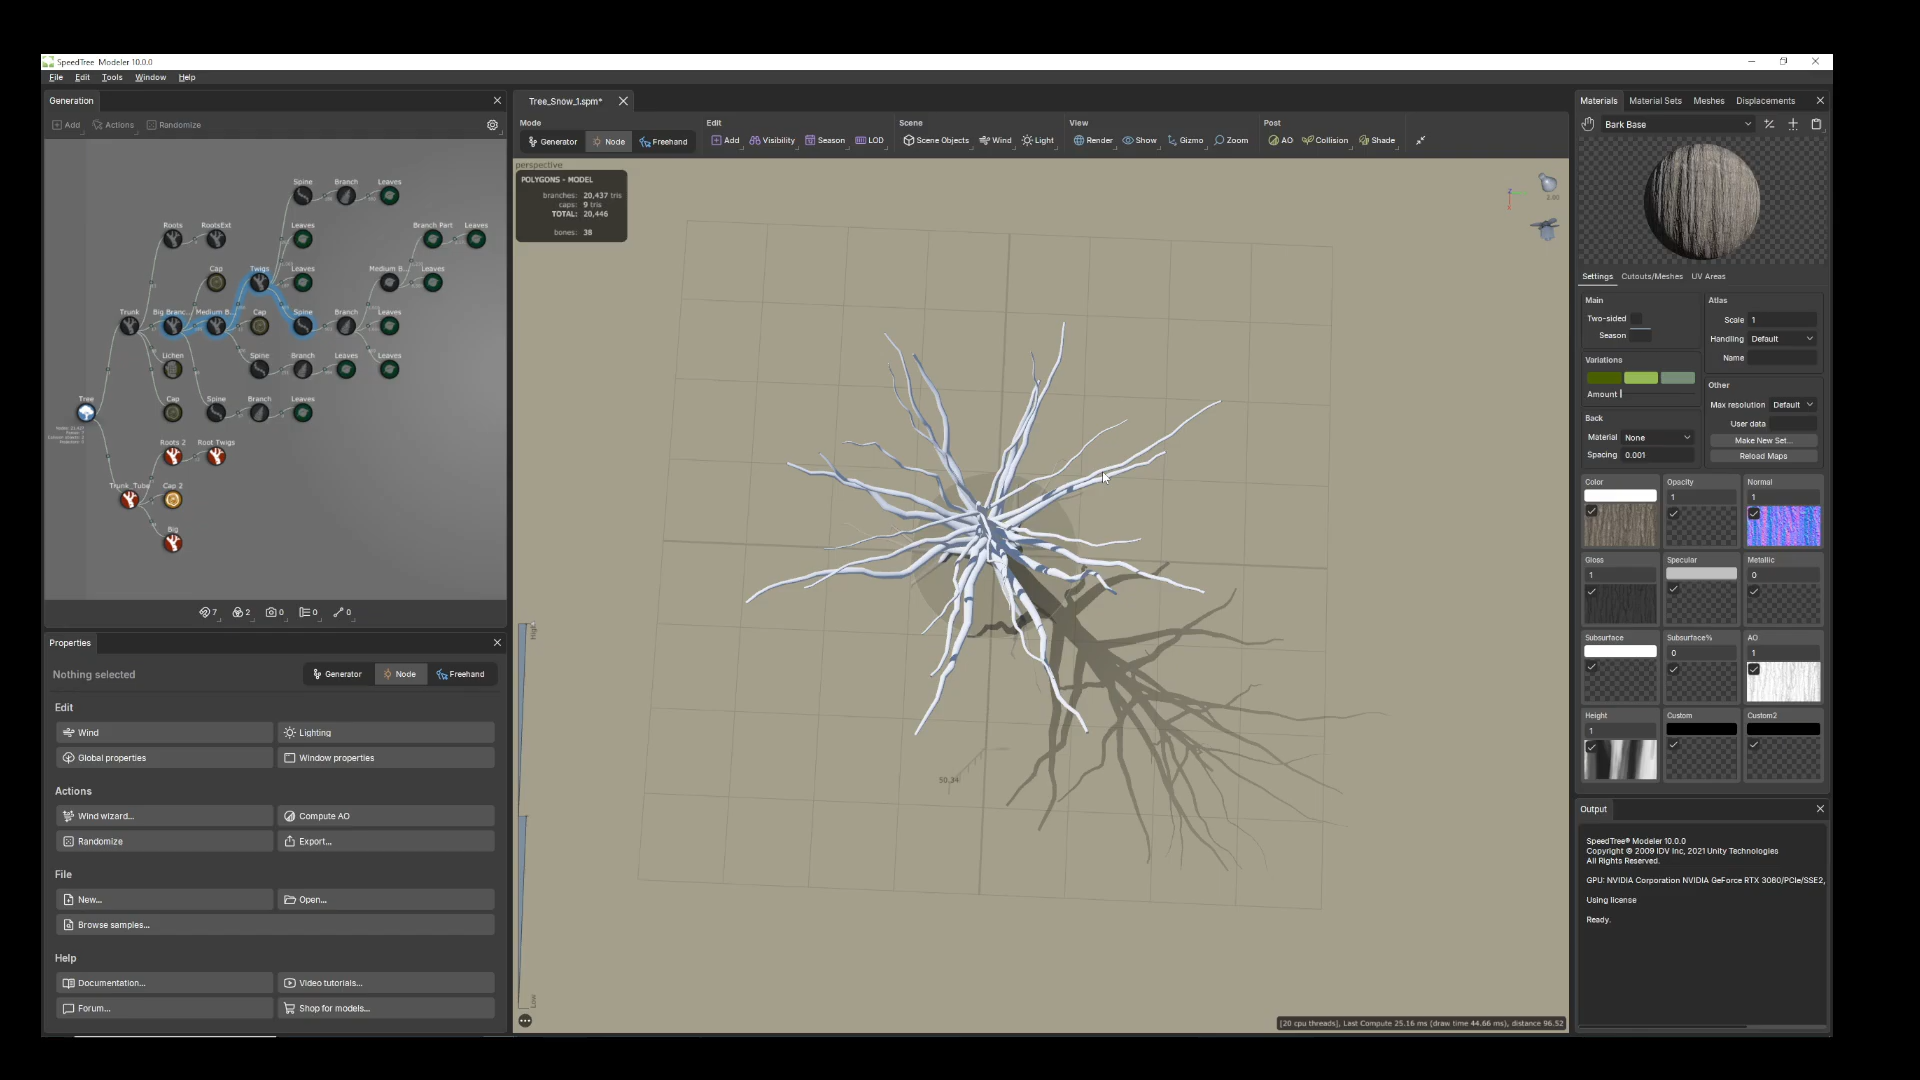 SpeedTree Modeler 10.0.0
File Edit Tools Window Help
Generation
Add Actions Randomize
Spine Branch Leaves
Roots RootsExt Leaves Branch Part Leaves
Cap Twigs Leaves Medium B... Leaves
Trunk Big Branc... Medium B... Cap Spine Branch Leaves
Lichen Spine Branch Leaves Leaves
Tree Cap Spine Branch Leaves
Roots 2 Root Twigs
Trunk_Tube Cap 2
Big
7 2 0 0 0
Properties
Nothing selected
Generator Node Freehand
Edit
Wind Lighting
Global properties Window properties
Actions
Wind wizard... Compute AO
Randomize Export...
File
New... Open...
Browse samples...
Help
Documentation... Video tutorials...
Forum... Shop for models...
Tree_Snow_1.spm*
Mode Edit Scene View Post
Generator Node Freehand Add Visibility Season LOD Scene Objects Wind Light Render Show Gizmo Zoom AO Collision Shade
perspective
POLYGONS - MODEL
branches: 20,437 tris
caps: 9 tris
TOTAL: 20,446
bones: 38
2.00
High
50.34
Low
[20 cpu threads], Last Compute 25.16 ms (draw time 44.66 ms), distance 96.52
Materials Material Sets Meshes Displacements
Bark Base
Settings Cutouts/Meshes UV Areas
Main
Two-sided
Season
Variations
Amount
Back
Material None
Spacing 0.001
Atlas
Scale 1
Handling Default
Name
Other
Max resolution Default
User data
Make New Set...
Reload Maps
Color Opacity Normal
1 1
Gloss Specular Metallic
1 0
Subsurface Subsurface% AO
0 1
Height Custom Custom2
1
Output
SpeedTree® Modeler 10.0.0
Copyright © 2009 IDV Inc, 2021 Unity Technologies
All Rights Reserved.
GPU: NVIDIA Corporation NVIDIA GeForce RTX 3080/PCIe/SSE2,
Using license
Ready.